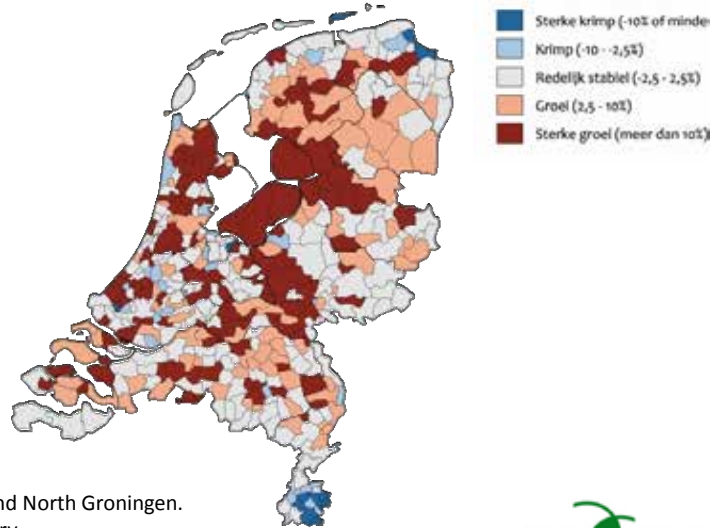 Sterke krimp (-10% of minde
Krimp (-10 - -2,5%)
Redelijk stabiel (-2,5 - 2,5%)
Groei (2,5 - 10%)
Sterke groei (meer dan 10%)
nd North Groningen.